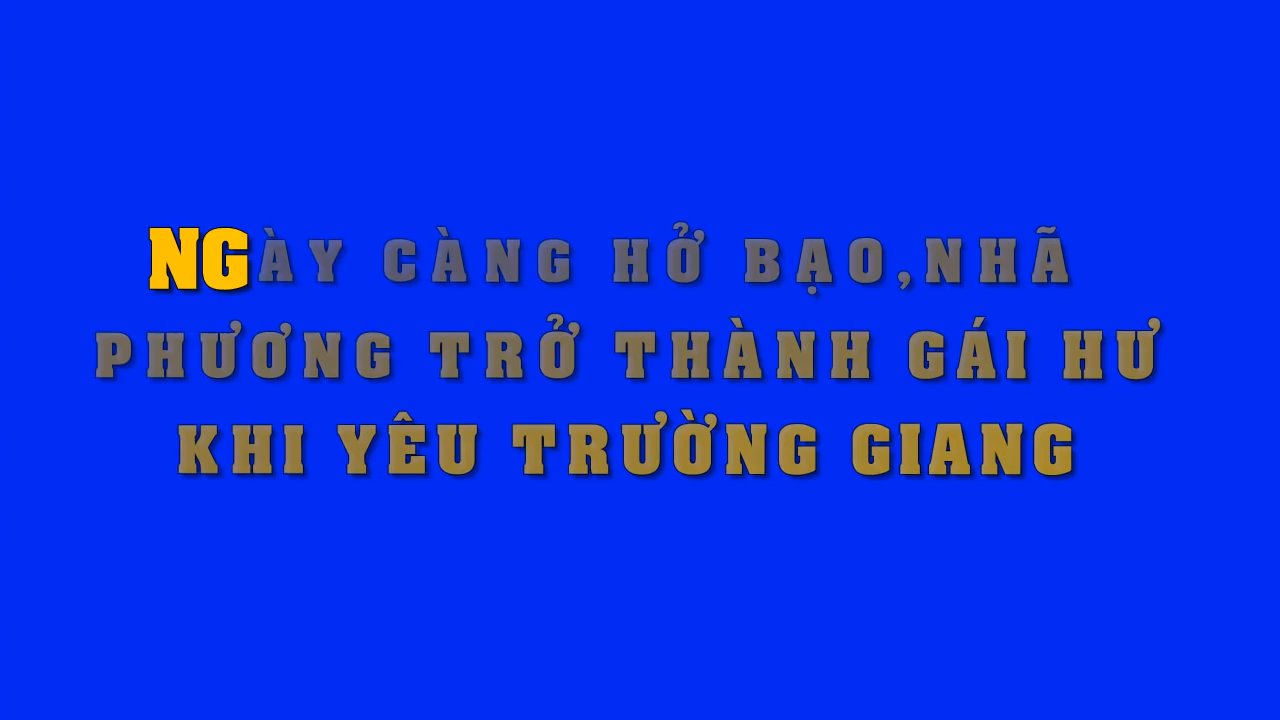 NGÀY CÀNG HỞ BẠO,NHÃ
PHƯƠNG TRỞ THÀNH GÁI HƯ
KHI YÊU TRƯỜNG GIANG